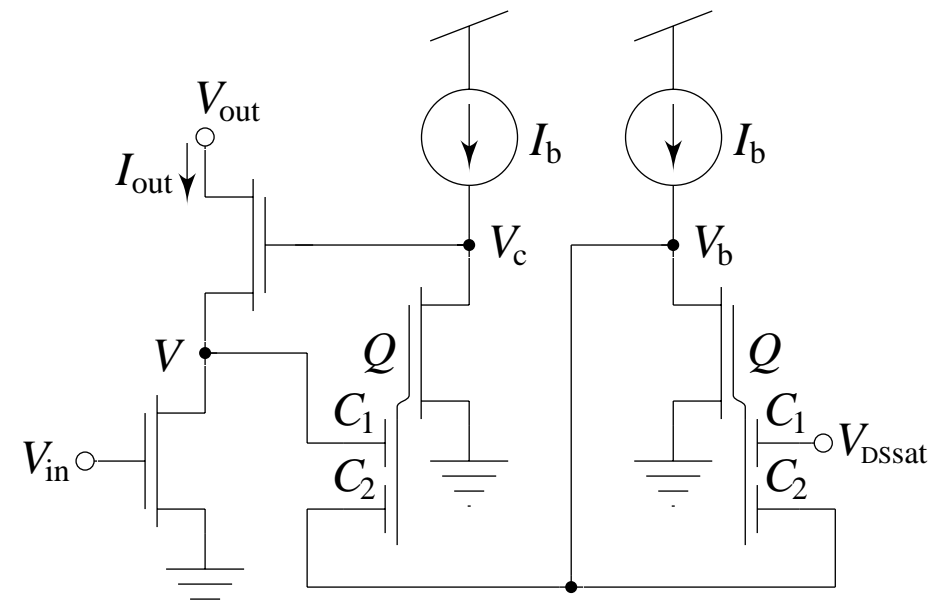 V_out
I_out
I_b
I_b
V_c
V_b
V
Q
Q
C_1
C_1
V_in
V_DSsat
C_2
C_2